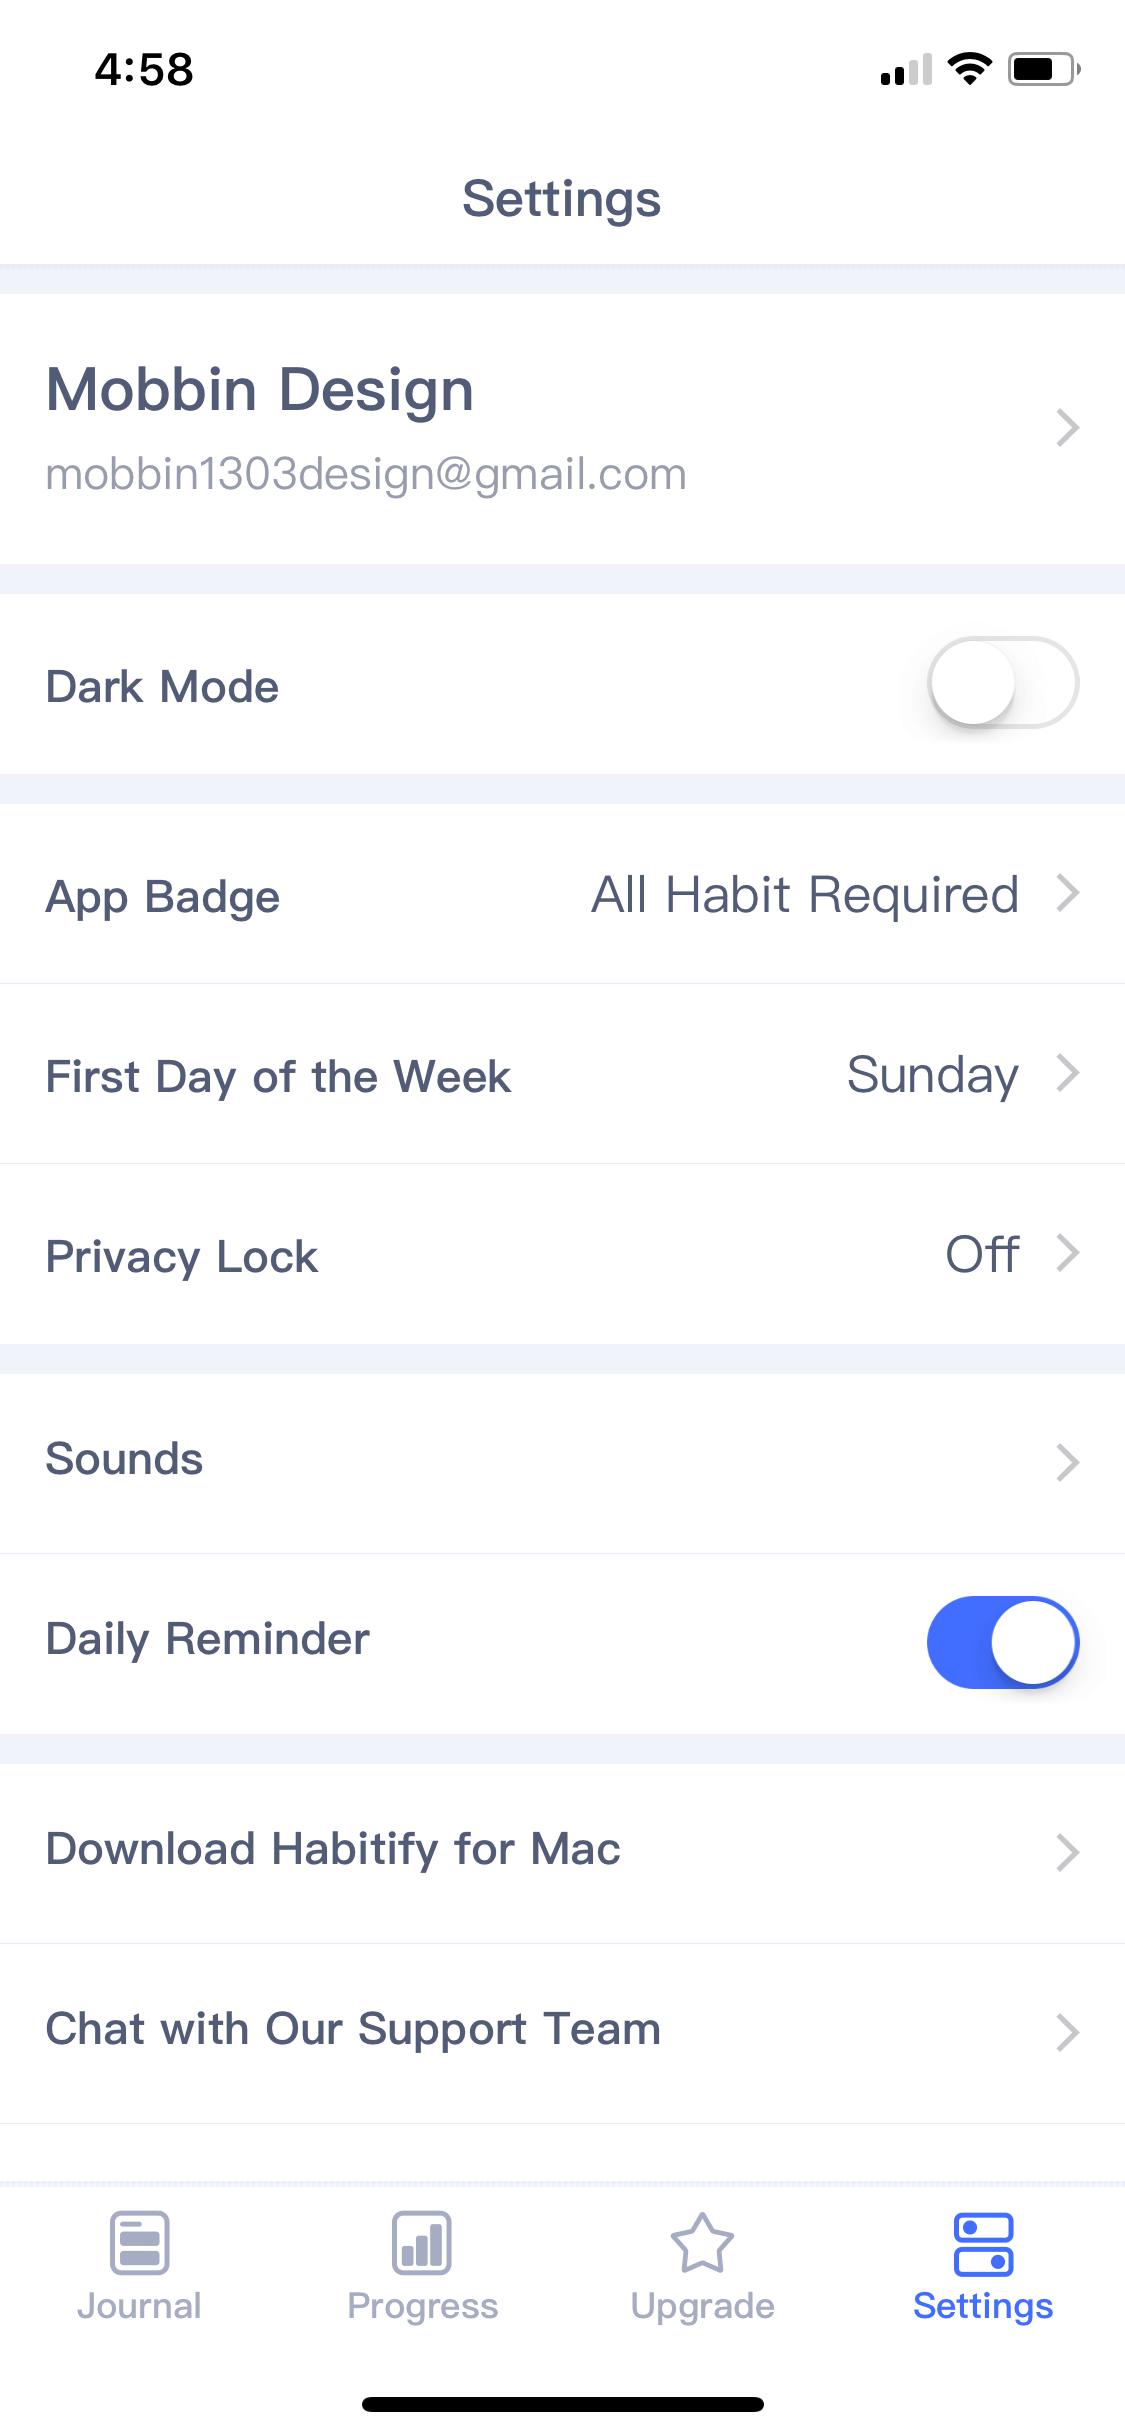 4:58
Settings
Mobbin Design
mobbin1303design@gmail.com
Dark Mode
App Badge All Habit Required
First Day of the Week Sunday
Privacy Lock Off
Sounds
Daily Reminder
Download Habitify for Mac
Chat with Our Support Team
Journal Progress Upgrade Settings